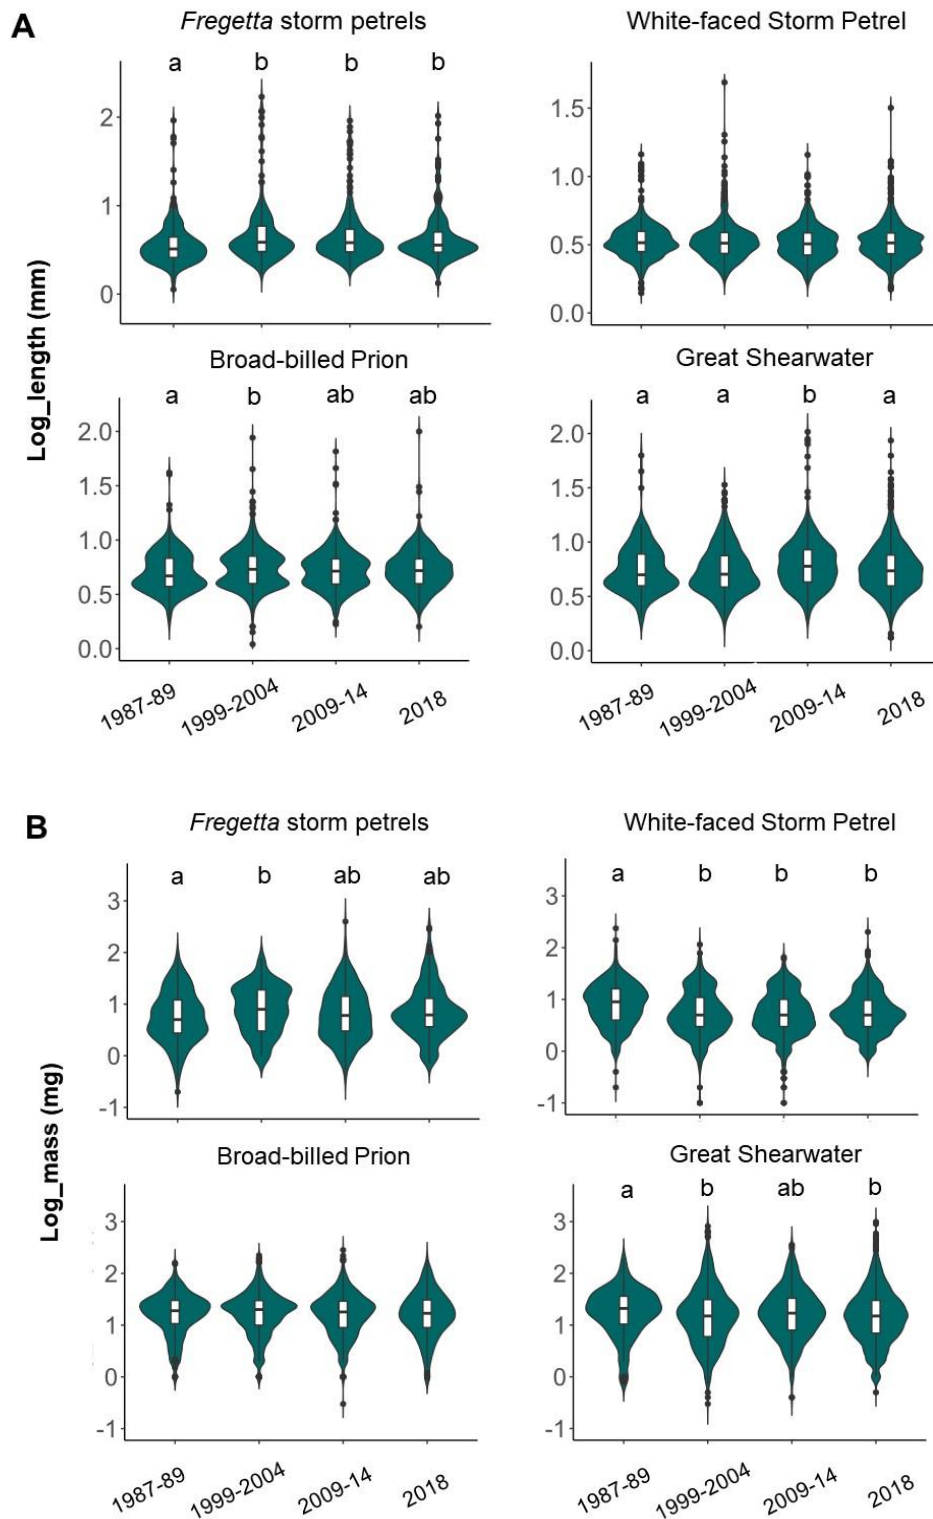 A
Fregetta storm petrels
White-faced Storm Petrel
a b b b
2
1
0
1.5
1.0
0.5
0.0
Log_length (mm)
Broad-billed Prion
Great Shearwater
a b ab ab
a a b a
2.0
1.5
1.0
0.5
0.0
2.0
1.5
1.0
0.5
0.0
1987-89 1999-2004 2009-14 2018
1987-89 1999-2004 2009-14 2018
B
Fregetta storm petrels
White-faced Storm Petrel
a b ab ab
a b b b
3
2
1
0
-1
3
2
1
0
-1
Log_mass (mg)
Broad-billed Prion
Great Shearwater
a b ab b
3
2
1
0
-1
3
2
1
0
-1
1987-89 1999-2004 2009-14 2018
1987-89 1999-2004 2009-14 2018